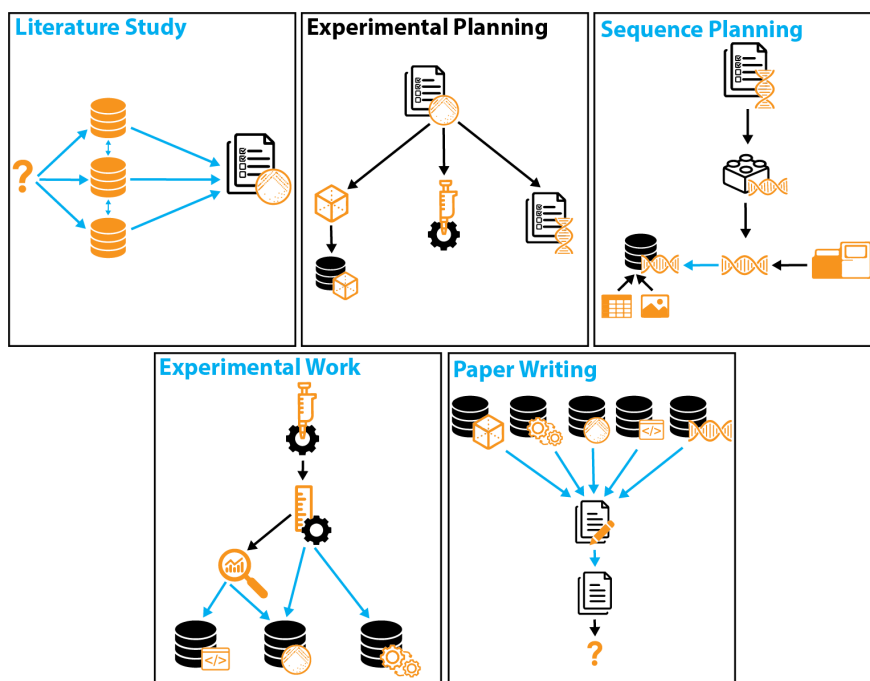 Literature Study
Experimental Planning
Sequence Planning
?
</>
Experimental Work
</>
Paper Writing
</>
?